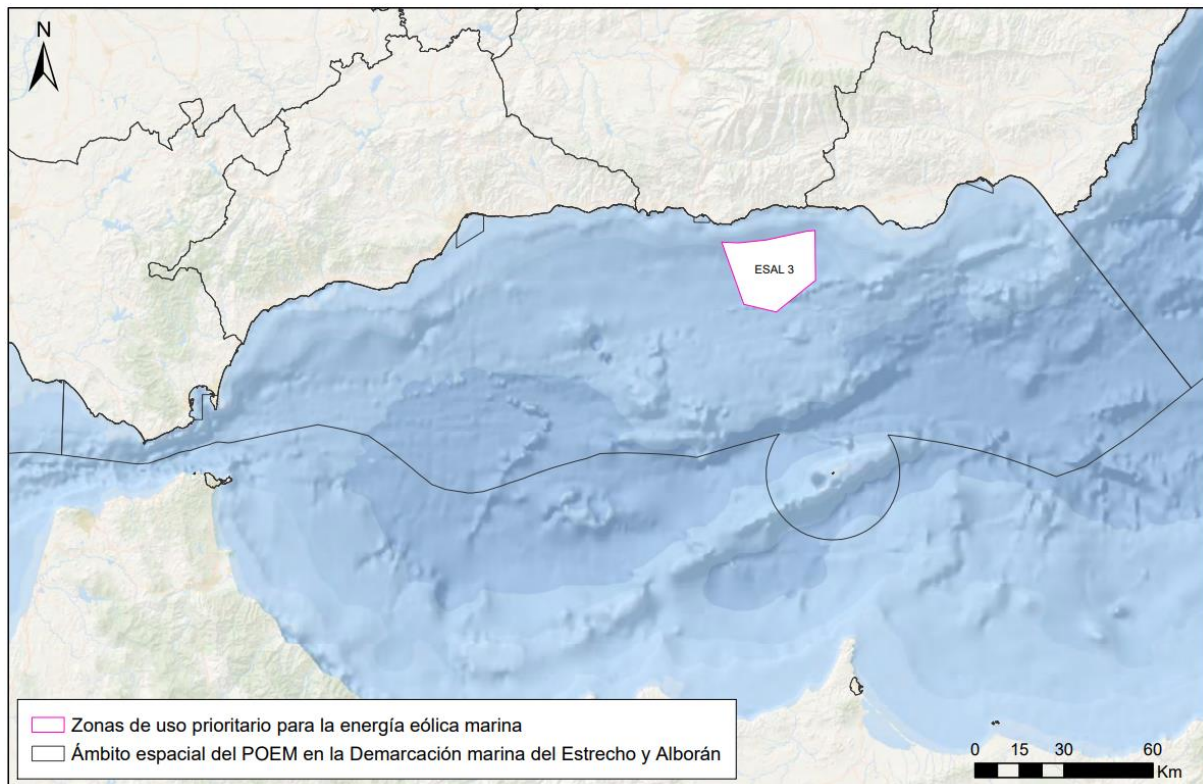 N
ESAL 3
Zonas de uso prioritario para la energía eólica marina
Ámbito espacial del POEM en la Demarcación marina del Estrecho y Alborán
0 15 30 60
Km